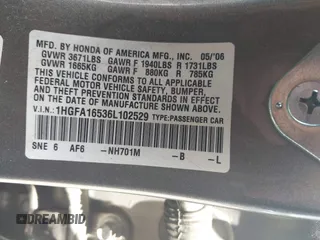 MFD. BY HONDA OF AMERICA MFG., INC. 05/'06
GVWR 3671LBS GAWR F 1940LBS R 1731LBS
GVWR 1665KG GAWR F 880KG R 785KG
THIS VEHICLE CONFORMS TO ALL APPLICABLE
FEDERAL MOTOR VEHICLE SAFETY, BUMPER,
AND THEFT PREVENTION STANDARDS IN EFFECT
ON THE DATE OF MANUFACTURE SHOWN ABOVE.
V.I.N.: 1HGFA16536L102529 TYPE:PASSENGER CAR
SNE 6 AF6 -NH701M -B -L
DREAMBID